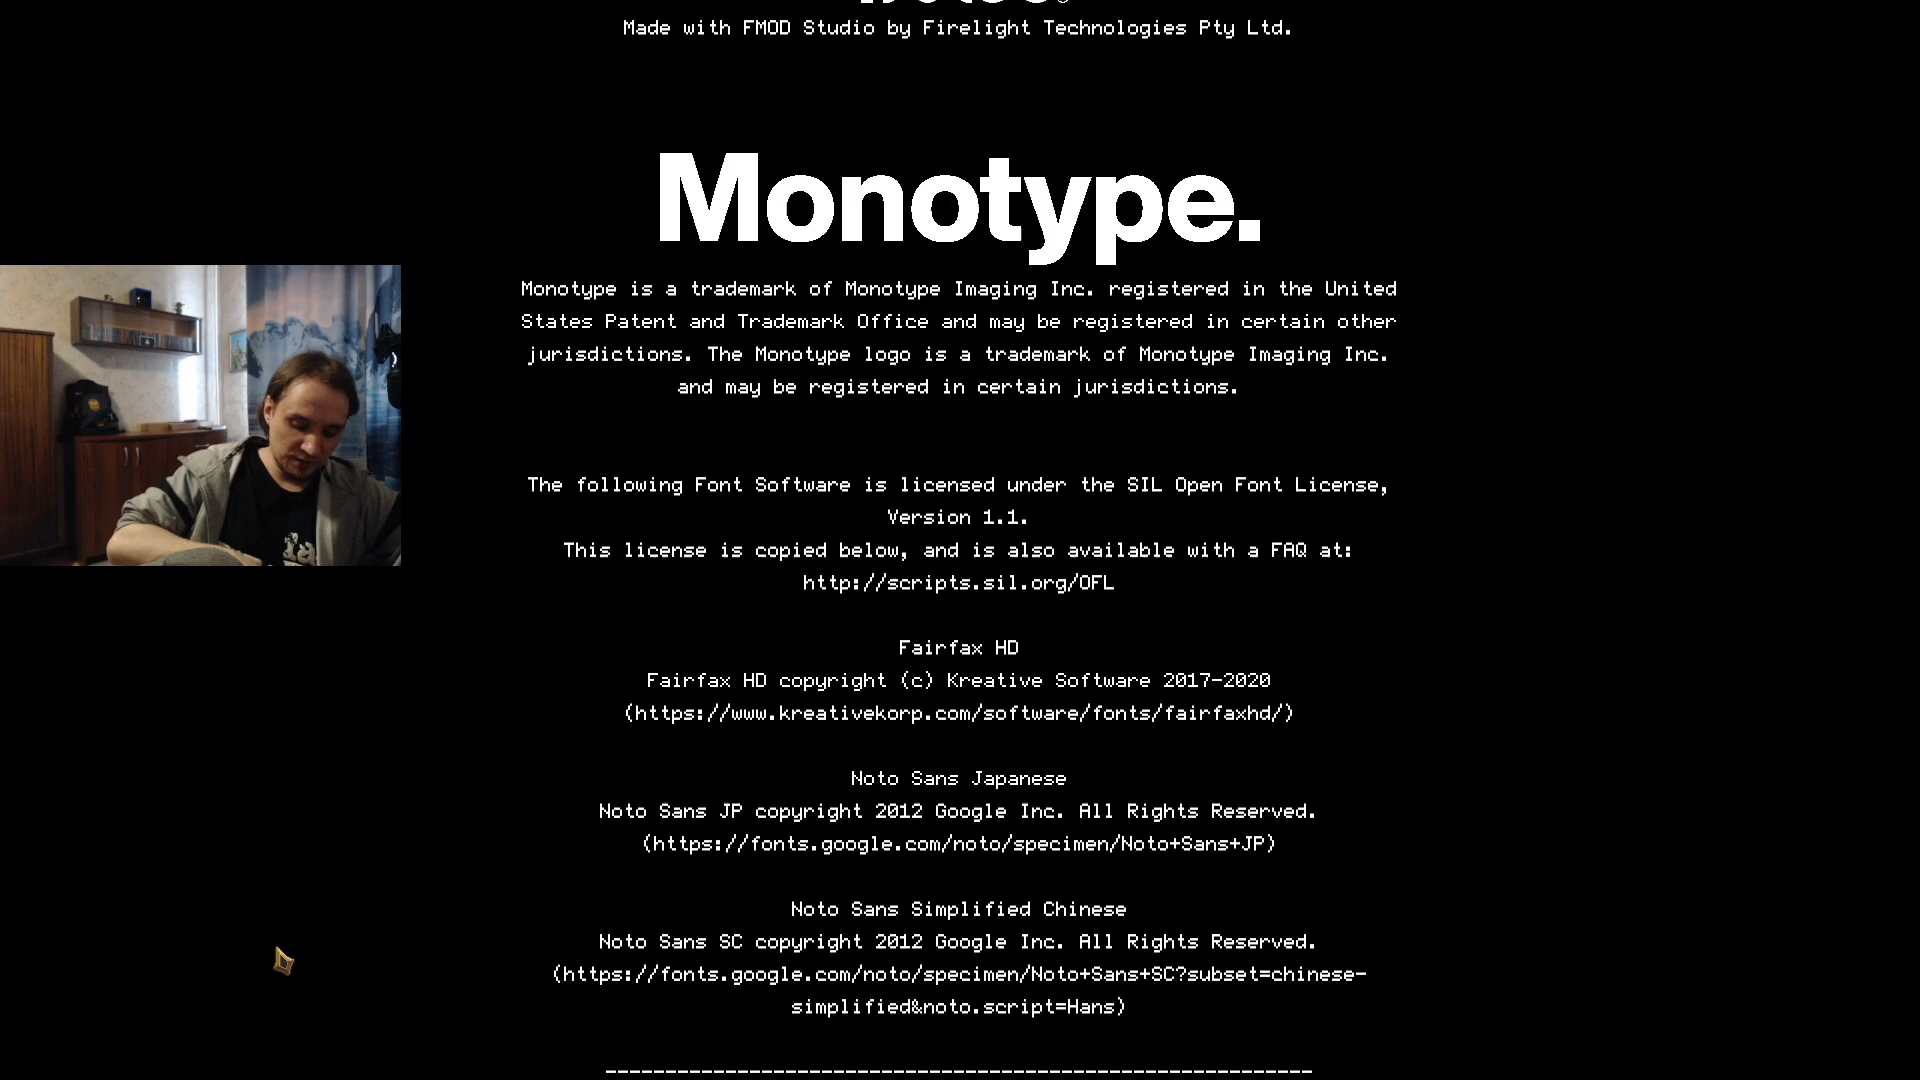 Made with FMOD Studio by Firelight Technologies Pty Ltd.
Monotype.
Monotype is a trademark of Monotype Imaging Inc. registered in the United
States Patent and Trademark Office and may be registered in certain other
jurisdictions. The Monotype logo is a trademark of Monotype Imaging Inc.
and may be registered in certain jurisdictions.
The following Font Software is licensed under the SIL Open Font License,
Version 1.1.
This license is copied below, and is also available with a FAQ at:
http://scripts.sil.org/OFL
Fairfax HD
Fairfax HD copyright (c) Kreative Software 2017-2020
(https://www.kreativekorp.com/software/fonts/fairfaxhd/)
Noto Sans Japanese
Noto Sans JP copyright 2012 Google Inc. All Rights Reserved.
(https://fonts.google.com/noto/specimen/Noto+Sans+JP)
Noto Sans Simplified Chinese
Noto Sans SC copyright 2012 Google Inc. All Rights Reserved.
(https://fonts.google.com/noto/specimen/Noto+Sans+SC?subset=chinese-
simplified&noto.script=Hans)